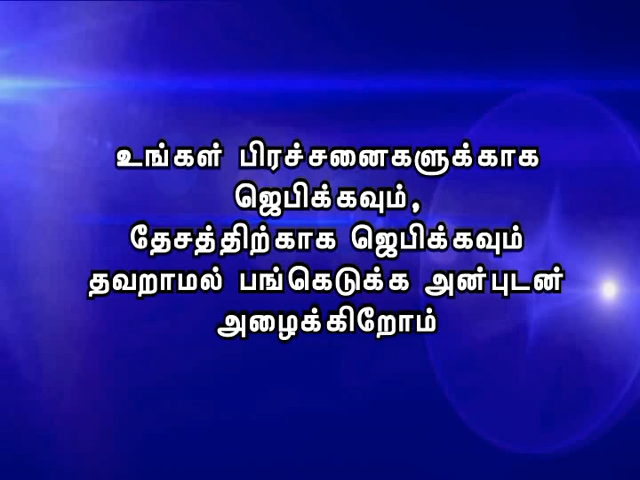 உங்கள் பிரச்சனைகளுக்காக
ஜெபிக்கவும்,
தேசத்திற்காக ஜெபிக்கவும்
தவறாமல் பங்கெடுக்க அன்புடன்
அழைக்கிறோம்